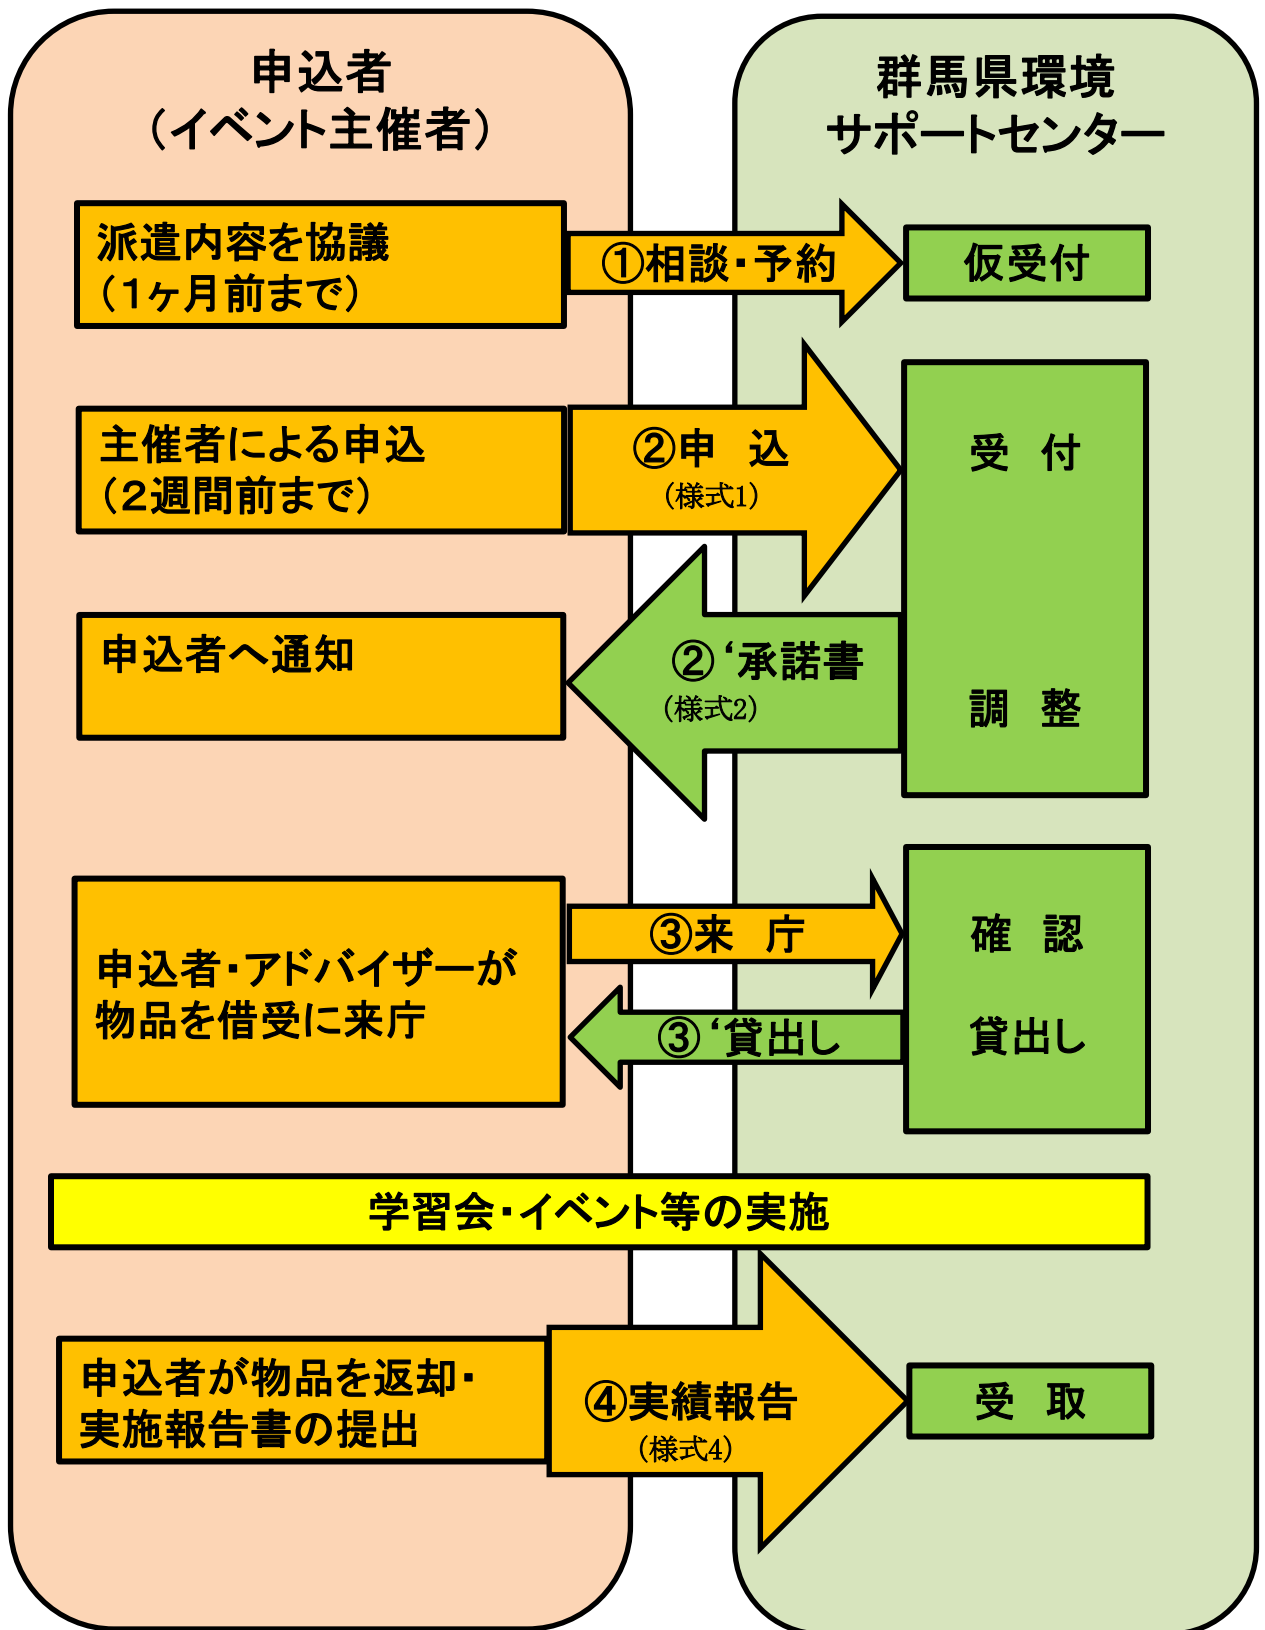 申込者
（イベント主催者）
群馬県環境
サポートセンター
派遣内容を協議
（１ヶ月前まで）
①相談・予約
仮受付
主催者による申込
（２週間前まで）
②申　込
(様式1)
受　付
申込者へ通知
②‘承諾書
(様式2)
調　整
申込者・アドバイザーが
物品を借受に来庁
③来　庁
確　認
③‘貸出し
貸出し
学習会・イベント等の実施
申込者が物品を返却・
実施報告書の提出
④実績報告
(様式4)
受　取